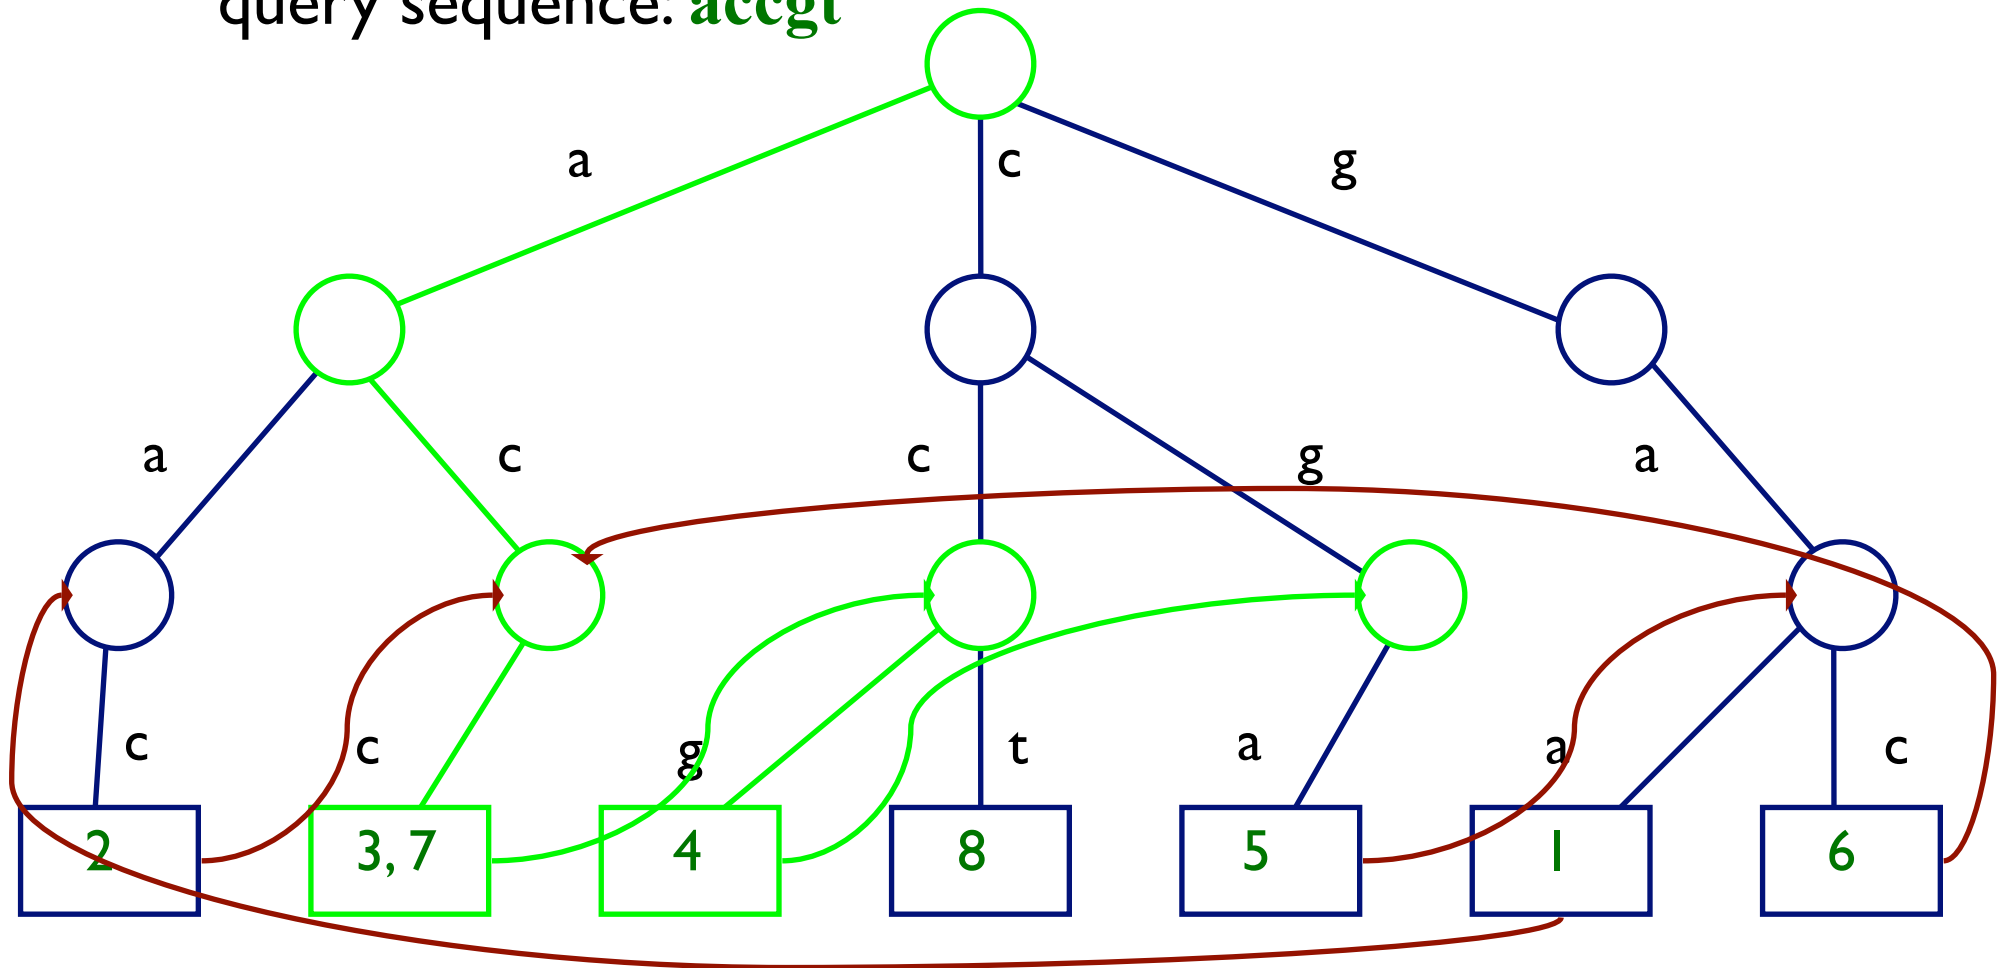 query sequence: accgt
a c g
a c c g a
c c g t a a c
2 3, 7 4 8 5 1 6